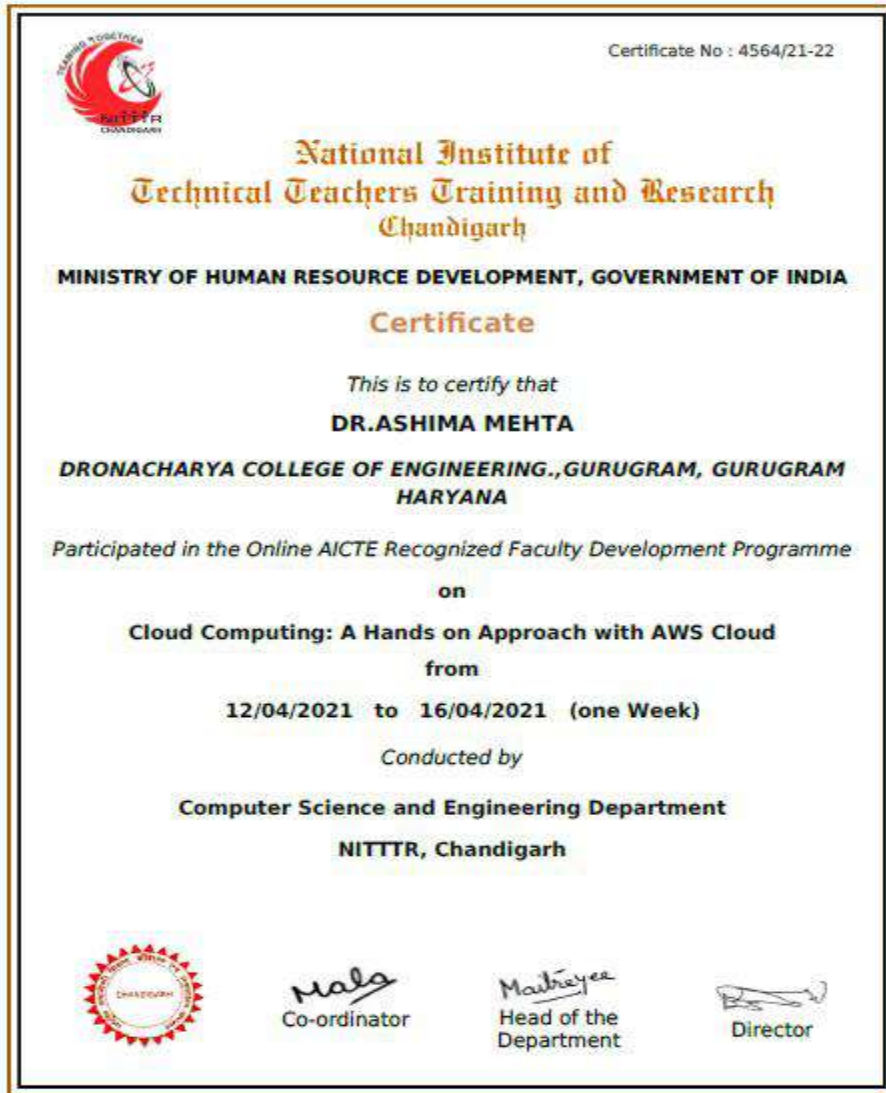 TEARING TOGETHER
NITTTR
CHANDIGARH
Certificate No : 4564/21-22
National Institute of
Technical Teachers Training and Research
Chandigarh
MINISTRY OF HUMAN RESOURCE DEVELOPMENT, GOVERNMENT OF INDIA
Certificate
This is to certify that
DR.ASHIMA MEHTA
DRONACHARYA COLLEGE OF ENGINEERING.,GURUGRAM, GURUGRAM
HARYANA
Participated in the Online AICTE Recognized Faculty Development Programme
on
Cloud Computing: A Hands on Approach with AWS Cloud
from
12/04/2021 to 16/04/2021 (one Week)
Conducted by
Computer Science and Engineering Department
NITTTR, Chandigarh
CHANDIGARH
Mala
Co-ordinator
Maitreyee
Head of the
Department
Director